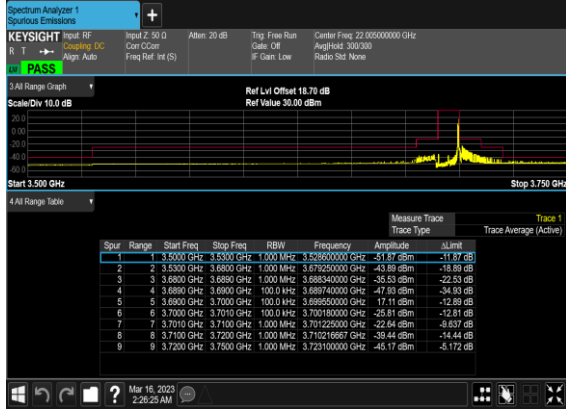 Spectrum Analyzer 1
Spurious Emissions
KEYSIGHT Input: RF Input Z: 50 Ω Atten: 20 dB Trig: Free Run Center Freq: 22.005000000 GHz
R T Coupling: DC Corr CCorr Gate: Off Avg|Hold: 300/300
Align: Auto Freq Ref: Int (S) IF Gain: Low Radio Std: None
PASS
3 All Range Graph
Ref Lvl Offset 18.70 dB
Scale/Div 10.0 dB Ref Value 30.00 dBm
20.0
0.00
-20.0
-40.0
-60.0
Start 3.500 GHz Stop 3.750 GHz
4 All Range Table
Measure Trace Trace 1
Trace Type Trace Average (Active)
Spur Range Start Freq Stop Freq RBW Frequency Amplitude ΔLimit
1 1 3.5000 GHz 3.5300 GHz 1.000 MHz 3.528600000 GHz -51.87 dBm -11.87 dB
2 2 3.5300 GHz 3.6800 GHz 1.000 MHz 3.679250000 GHz -43.89 dBm -18.89 dB
3 3 3.6800 GHz 3.6890 GHz 1.000 MHz 3.688340000 GHz -35.53 dBm -22.53 dB
4 4 3.6890 GHz 3.6900 GHz 100.0 kHz 3.689740000 GHz -47.93 dBm -34.93 dB
5 5 3.6900 GHz 3.7000 GHz 100.0 kHz 3.699550000 GHz 17.11 dBm -12.89 dB
6 6 3.7000 GHz 3.7010 GHz 100.0 kHz 3.700180000 GHz -25.81 dBm -12.81 dB
7 7 3.7010 GHz 3.7100 GHz 1.000 MHz 3.701225000 GHz -22.64 dBm -9.637 dB
8 8 3.7100 GHz 3.7200 GHz 1.000 MHz 3.710216667 GHz -39.44 dBm -14.44 dB
9 9 3.7200 GHz 3.7500 GHz 1.000 MHz 3.723100000 GHz -45.17 dBm -5.172 dB
Mar 16, 2023
2:26:25 AM